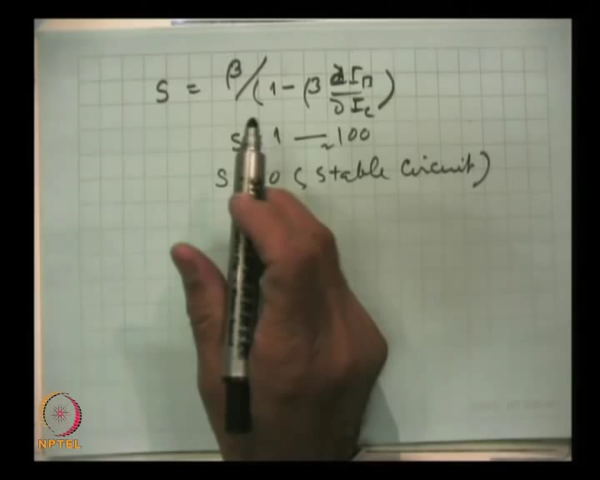 S = β/(1 - β ∂I_B/∂I_C)
S 1 — ~100
S 0 (stable circuit)
NPTEL